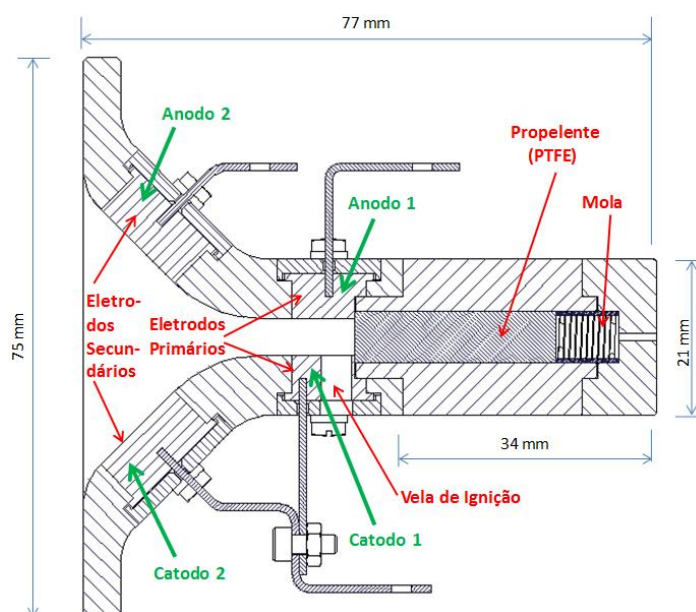 77 mm
Anodo 2
Propelente
(PTFE)
Mola
Anodo 1
Eletro-
dos
Secun-
dários
Eletrodos
Primários
75 mm
21 mm
34 mm
Vela de Ignição
Catodo 1
Catodo 2